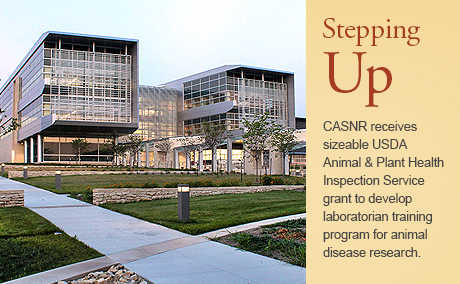 Stepping
Up
CASNR receives
sizeable USDA
Animal & Plant Health
Inspection Service
grant to develop
laboratorian training
program for animal
disease research.